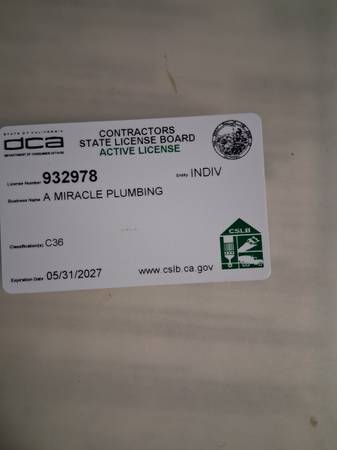 STATE OF CALIFORNIA
dca
DEPARTMENT OF CONSUMER AFFAIRS
CONTRACTORS
STATE LICENSE BOARD
ACTIVE LICENSE
License Number 932978
Entity INDIV
Business Name A MIRACLE PLUMBING
Classification(s) C36
CSLB
Expiration Date 05/31/2027
www.cslb.ca.gov